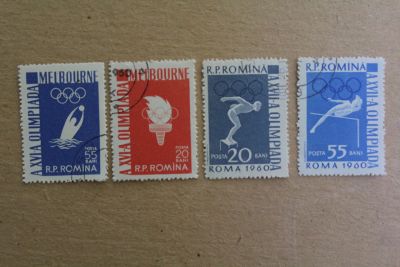 MELBOURNE
A XVI-A OLIMPIADA
POSTA
55
BANI
R.P. ROMINA
MELBOURNE
A XVI-A OLIMPIADA
POSTA
20
BANI
R.P. ROMINA
R.P. ROMINA
A XVII-A OLIMPIADA
POSTA 20 BANI
ROMA 1960
R.P. ROMINA
A XVII-A OLIMPIADA
POSTA 55 BANI
ROMA 1960